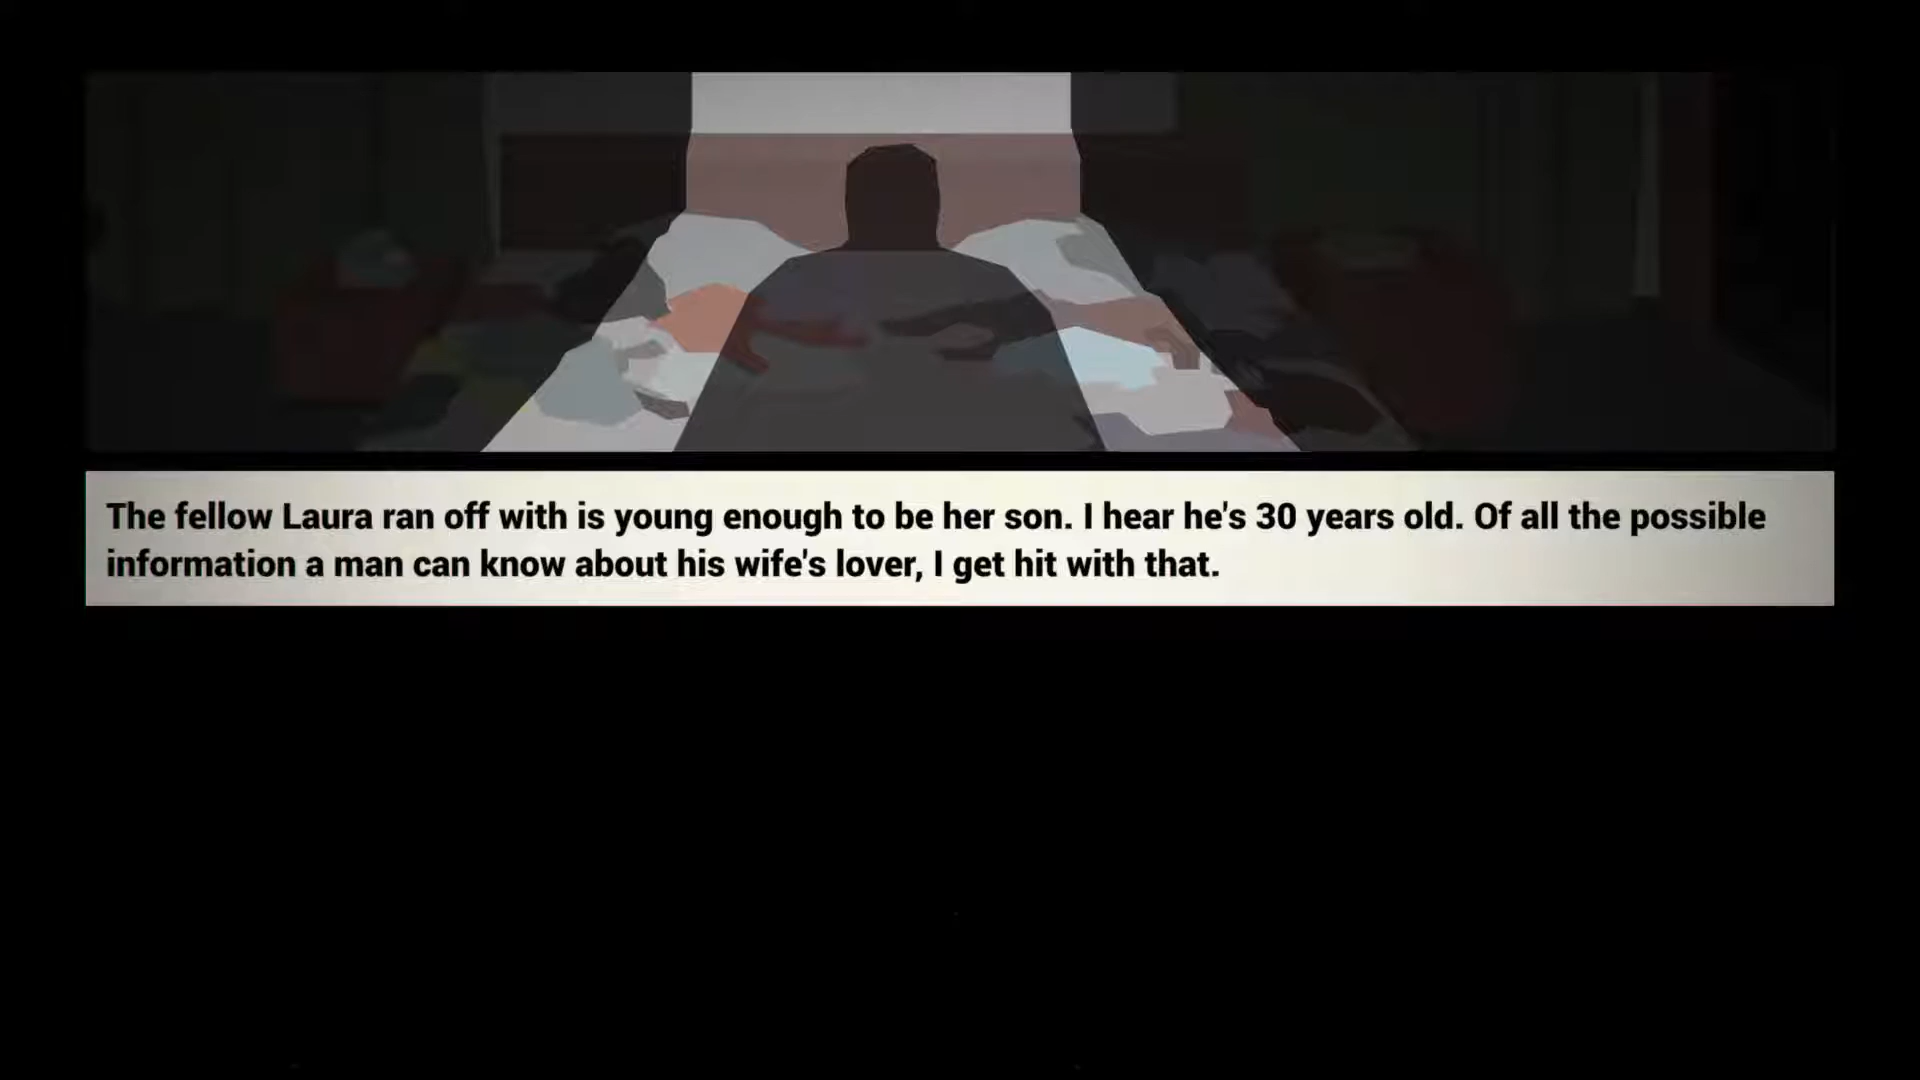 The fellow Laura ran off with is young enough to be her son. I hear he's 30 years old. Of all the possible
information a man can know about his wife's lover, I get hit with that.